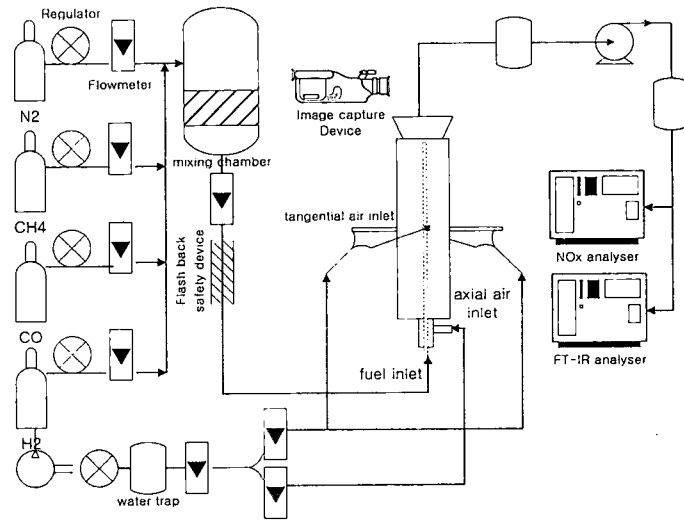 Regulator
Flowmeter
N2
CH4
CO
H2
mixing chamber
Flash back
safety device
water trap
Image capture
Device
tangential air inlet
axial air
inlet
fuel inlet
NOx analyser
FT-IR analyser